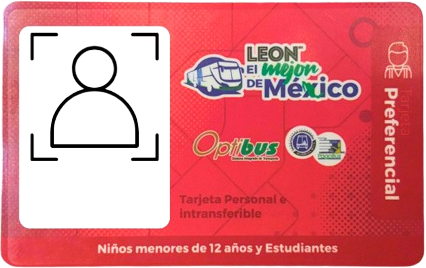 LEON
EL mejor
DE México
Optibus
Tarjeta Personal e
intransferible
Tarjeta
Preferencial
Niños menores de 12 años y Estudiantes